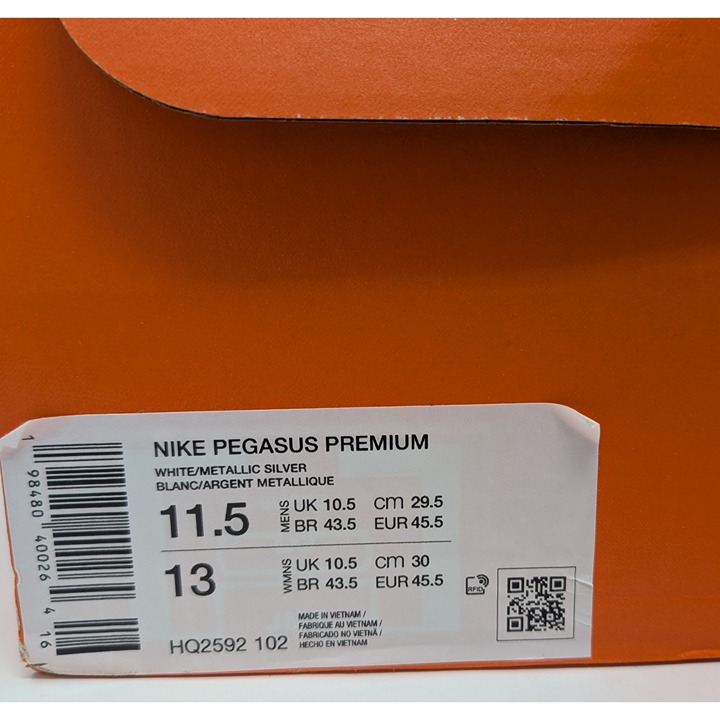 NIKE PEGASUS PREMIUM
WHITE/METALLIC SILVER
BLANC/ARGENT METALLIQUE
11.5 MENS UK 10.5 cm 29.5
BR 43.5 EUR 45.5
13 WMNS UK 10.5 cm 30
BR 43.5 EUR 45.5
HQ2592 102
MADE IN VIETNAM /
FABRIQUE AU VIETNAM /
FABRICADO NO VIETNÃ /
HECHO EN VIETNAM
RFID
1 98480 40026 4 16